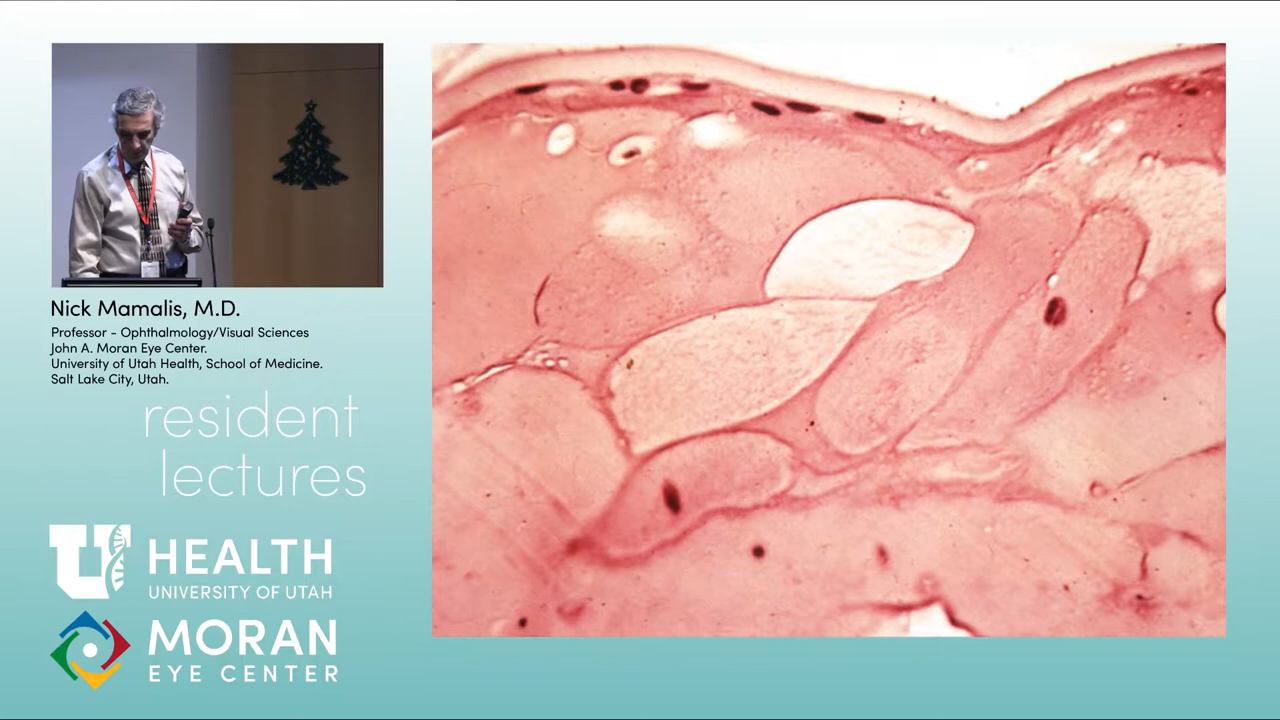 Nick Mamalis, M.D.
Professor - Ophthalmology/Visual Sciences
John A. Moran Eye Center.
University of Utah Health, School of Medicine.
Salt Lake City, Utah.
resident
lectures
U HEALTH
UNIVERSITY OF UTAH
MORAN
EYE CENTER